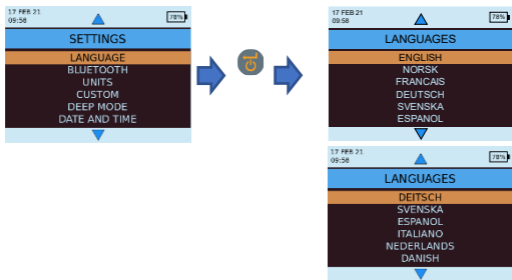 17 FEB 21
09:58
78%
SETTINGS
LANGUAGE
BLUETOOTH
UNITS
CUSTOM
DEEP MODE
DATE AND TIME
17 FEB 21
09:58
78%
LANGUAGES
ENGLISH
NORSK
FRANCAIS
DEUTSCH
SVENSKA
ESPANOL
17 FEB 21
09:58
78%
LANGUAGES
DEITSCH
SVENSKA
ESPANOL
ITALIANO
NEDERLANDS
DANISH